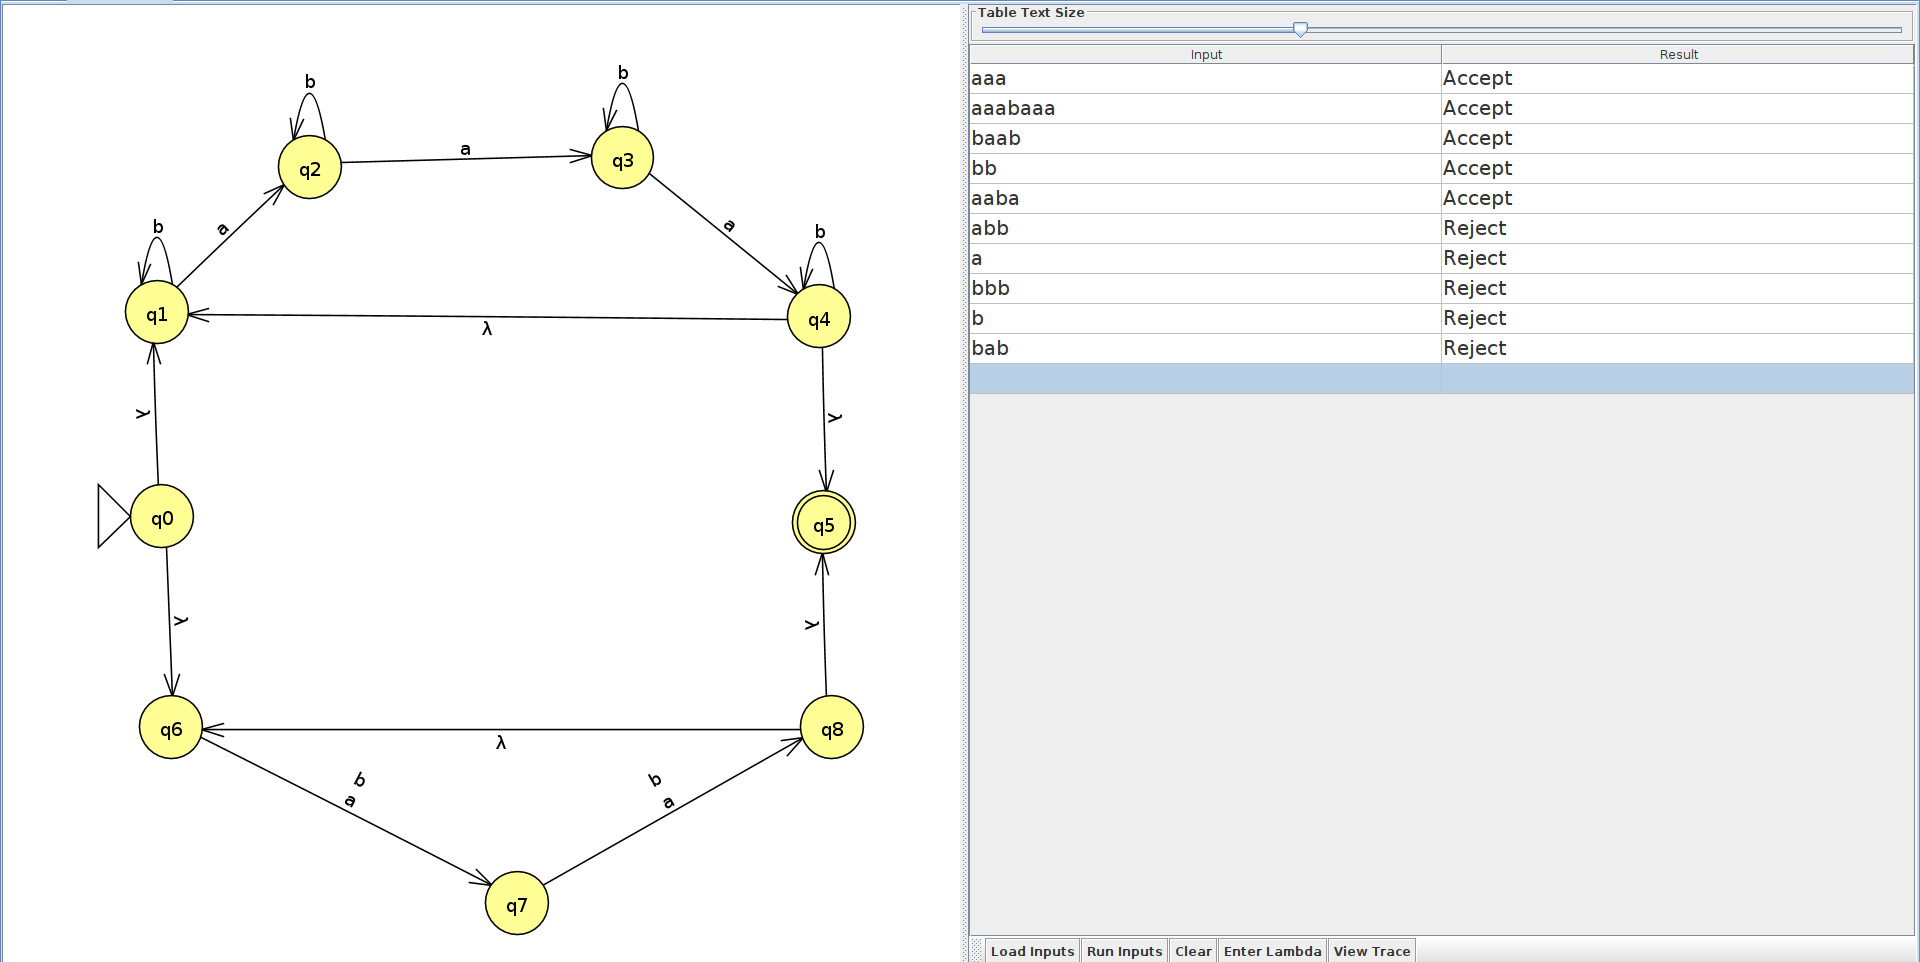 b
b
q2
a
q3
b
a
a
b
q1
λ
q4
λ
λ
q0
q5
λ
λ
q6
λ
q8
b
a
b
a
q7
Table Text Size
Input Result
aaa Accept
aaabaaa Accept
baab Accept
bb Accept
aaba Accept
abb Reject
a Reject
bbb Reject
b Reject
bab Reject
Load Inputs Run Inputs Clear Enter Lambda View Trace